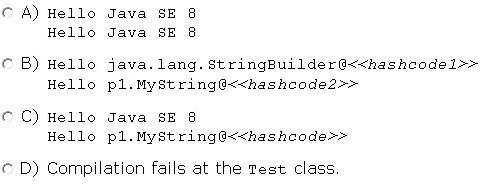 A) Hello Java SE 8
Hello Java SE 8
B) Hello java.lang.StringBuilder@<<hashcode1>>
Hello p1.MyString@<<hashcode2>>
C) Hello Java SE 8
Hello p1.MyString@<<hashcode>>
D) Compilation fails at the Test class.